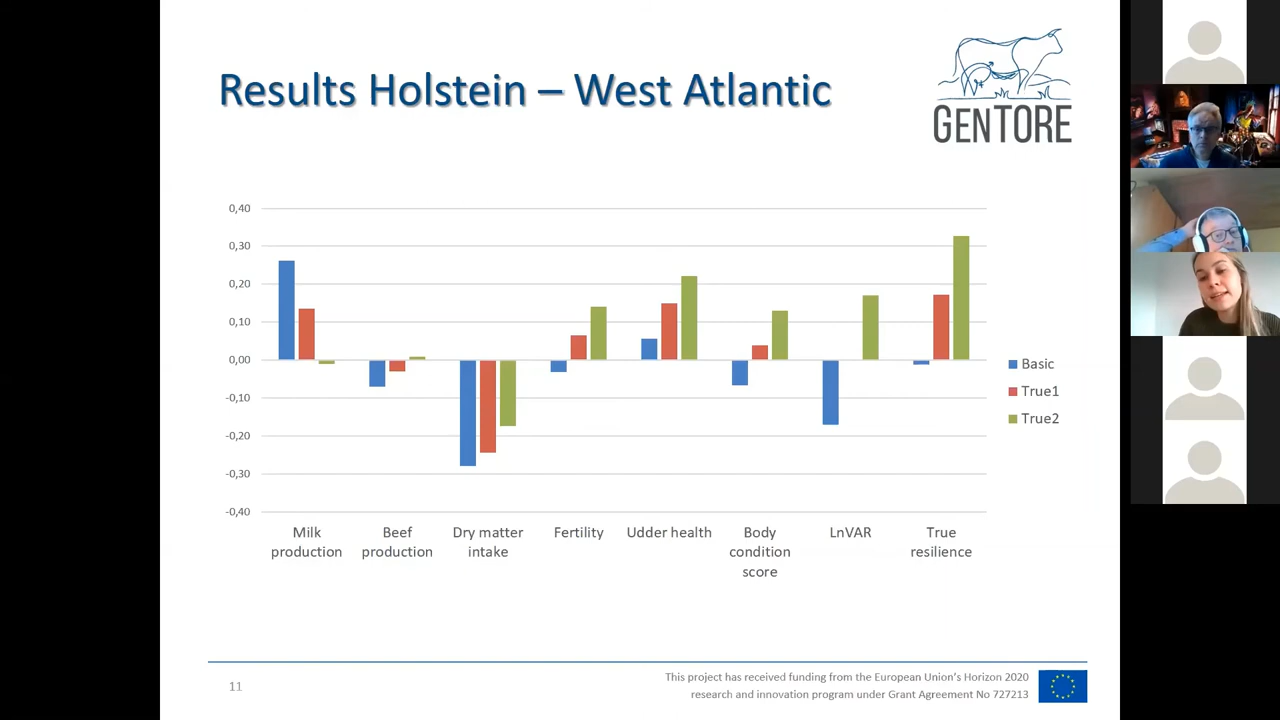 Results Holstein – West Atlantic
GENTORE
0,40
0,30
0,20
0,10
0,00
-0,10
-0,20
-0,30
-0,40
Basic
True1
True2
Milk production
Beef production
Dry matter intake
Fertility
Udder health
Body condition score
LnVAR
True resilience
This project has received funding from the European Union's Horizon 2020
research and innovation program under Grant Agreement No 727213
11